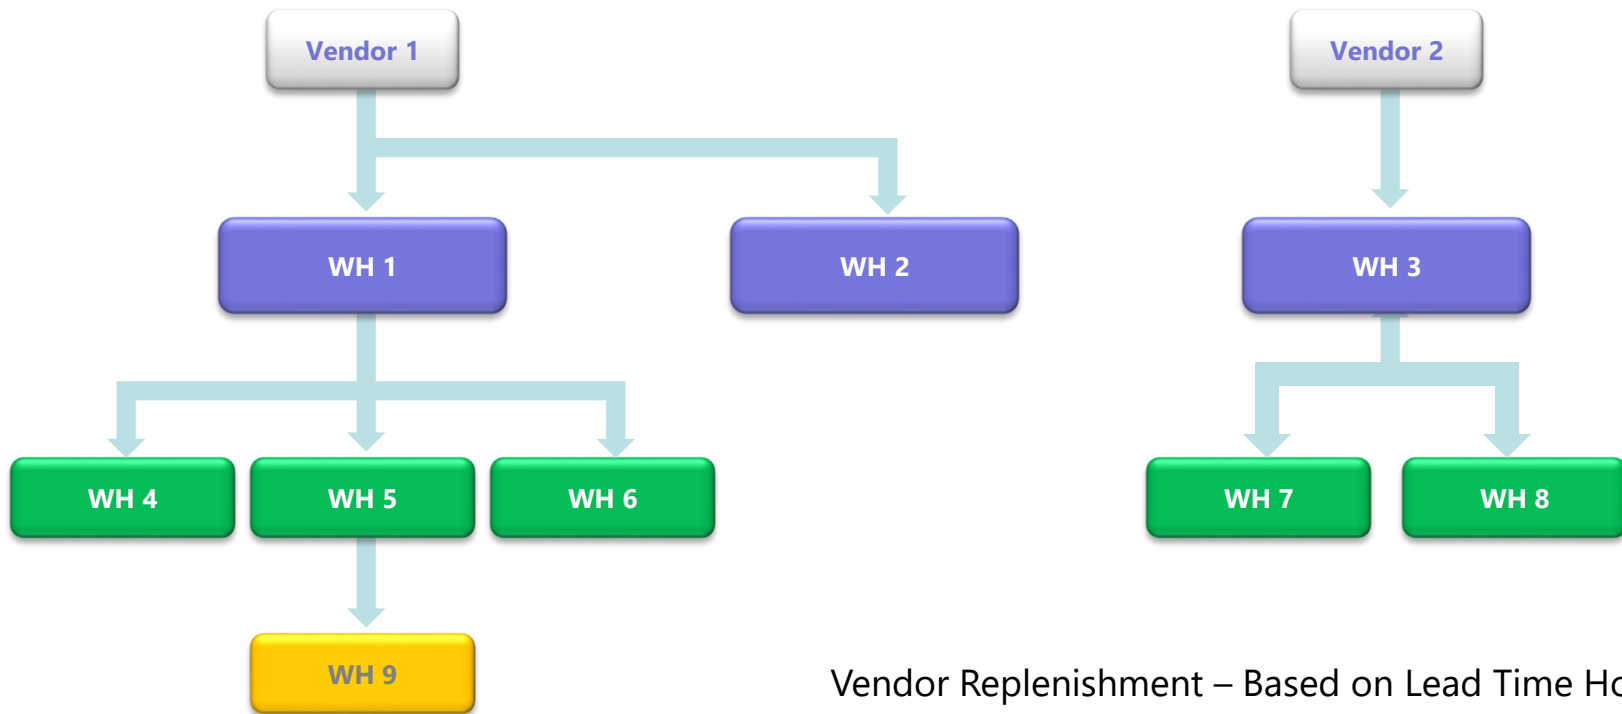 Vendor 1
Vendor 2
WH 1
WH 2
WH 3
WH 4
WH 5
WH 6
WH 7
WH 8
WH 9
Vendor Replenishment – Based on Lead Time